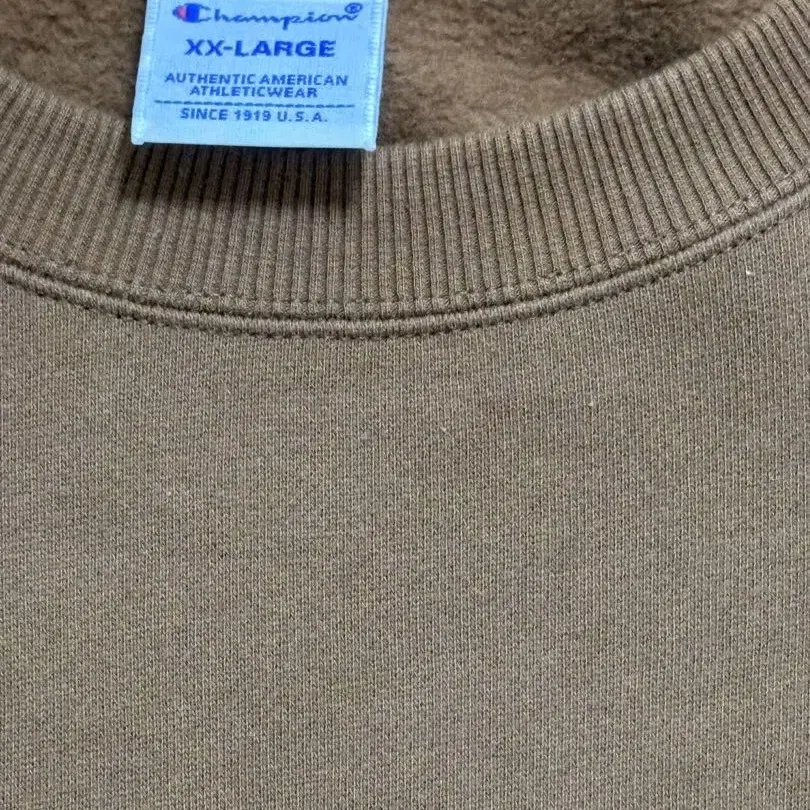 Champion®
XX-LARGE
AUTHENTIC AMERICAN
ATHLETICWEAR
SINCE 1919 U.S.A.